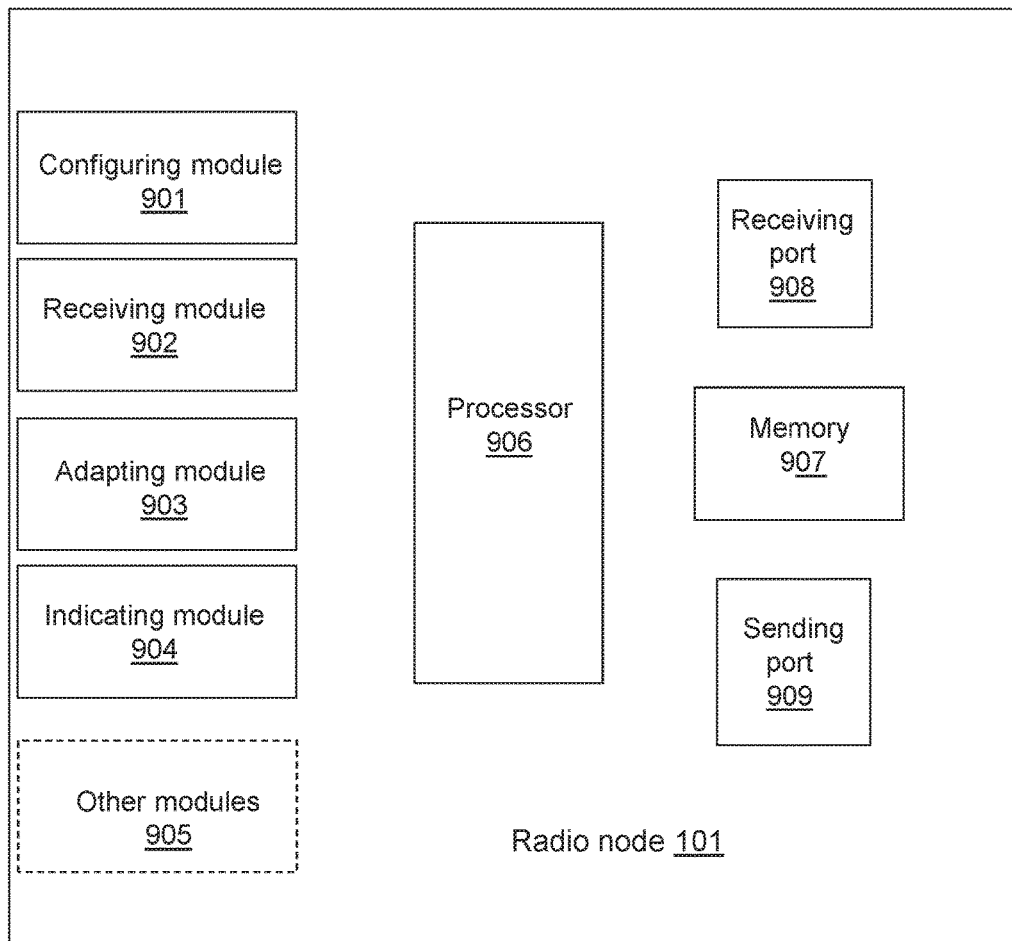 Configuring module
901
Receiving module
902
Adapting module
903
Indicating module
904
Other modules
905
Processor
906
Receiving
port
908
Memory
907
Sending
port
909
Radio node 101